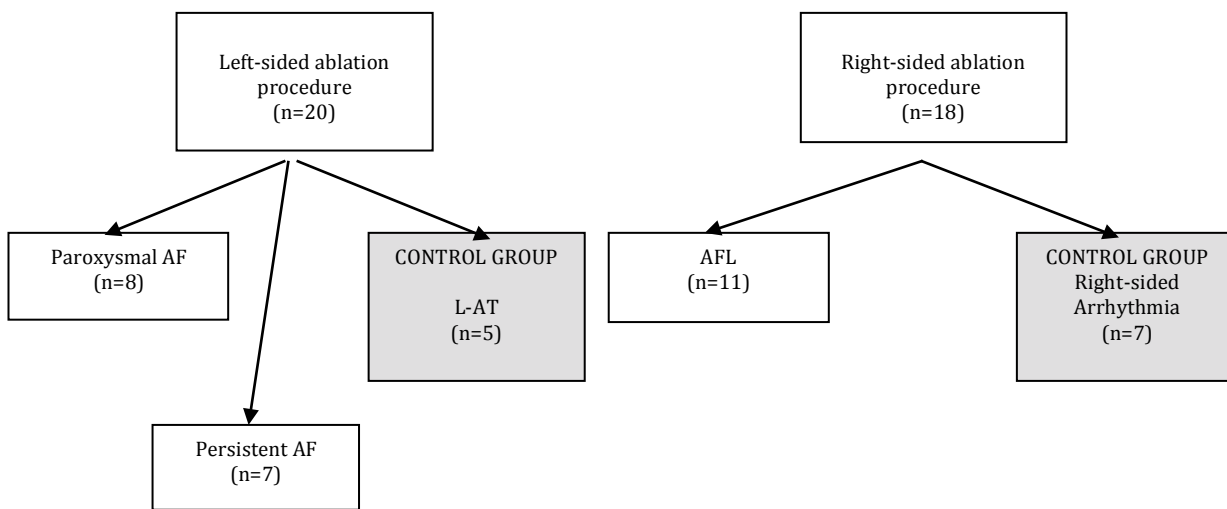 Left-sided ablation
procedure
(n=20)
Right-sided ablation
procedure
(n=18)
Paroxysmal AF
(n=8)
CONTROL GROUP
L-AT
(n=5)
AFL
(n=11)
CONTROL GROUP
Right-sided
Arrhythmia
(n=7)
Persistent AF
(n=7)